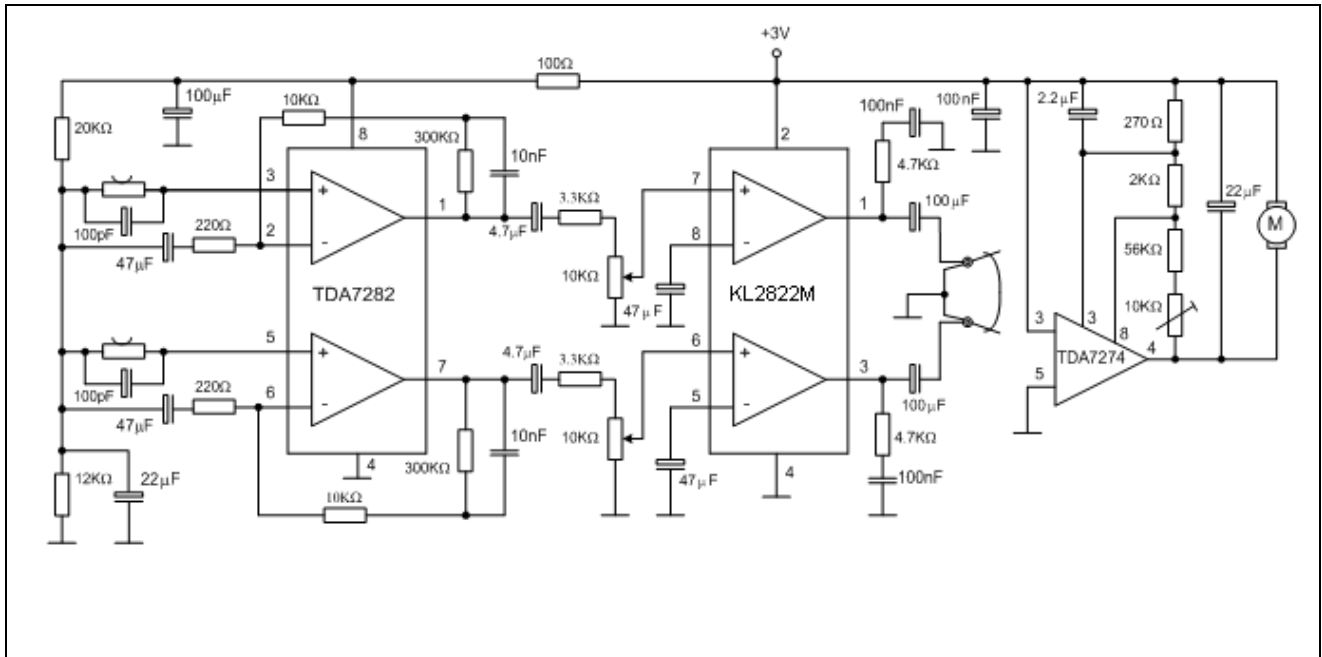 +3V
100Ω
100μF
10KΩ
20KΩ
8
300KΩ
10nF
3
100pF
220Ω
2
47μF
1
4.7μF
3.3KΩ
10KΩ
TDA7282
5
100pF
220Ω
6
47μF
7
4.7μF
3.3KΩ
10KΩ
300KΩ
10nF
10KΩ
4
12KΩ
22μF
2
7
8
47μF
KL2822M
6
5
47μF
1
3
4
100nF
4.7KΩ
100μF
100μF
4.7KΩ
100nF
100nF
2.2μF
270Ω
2KΩ
56KΩ
10KΩ
22μF
M
3
3
8
TDA7274
4
5